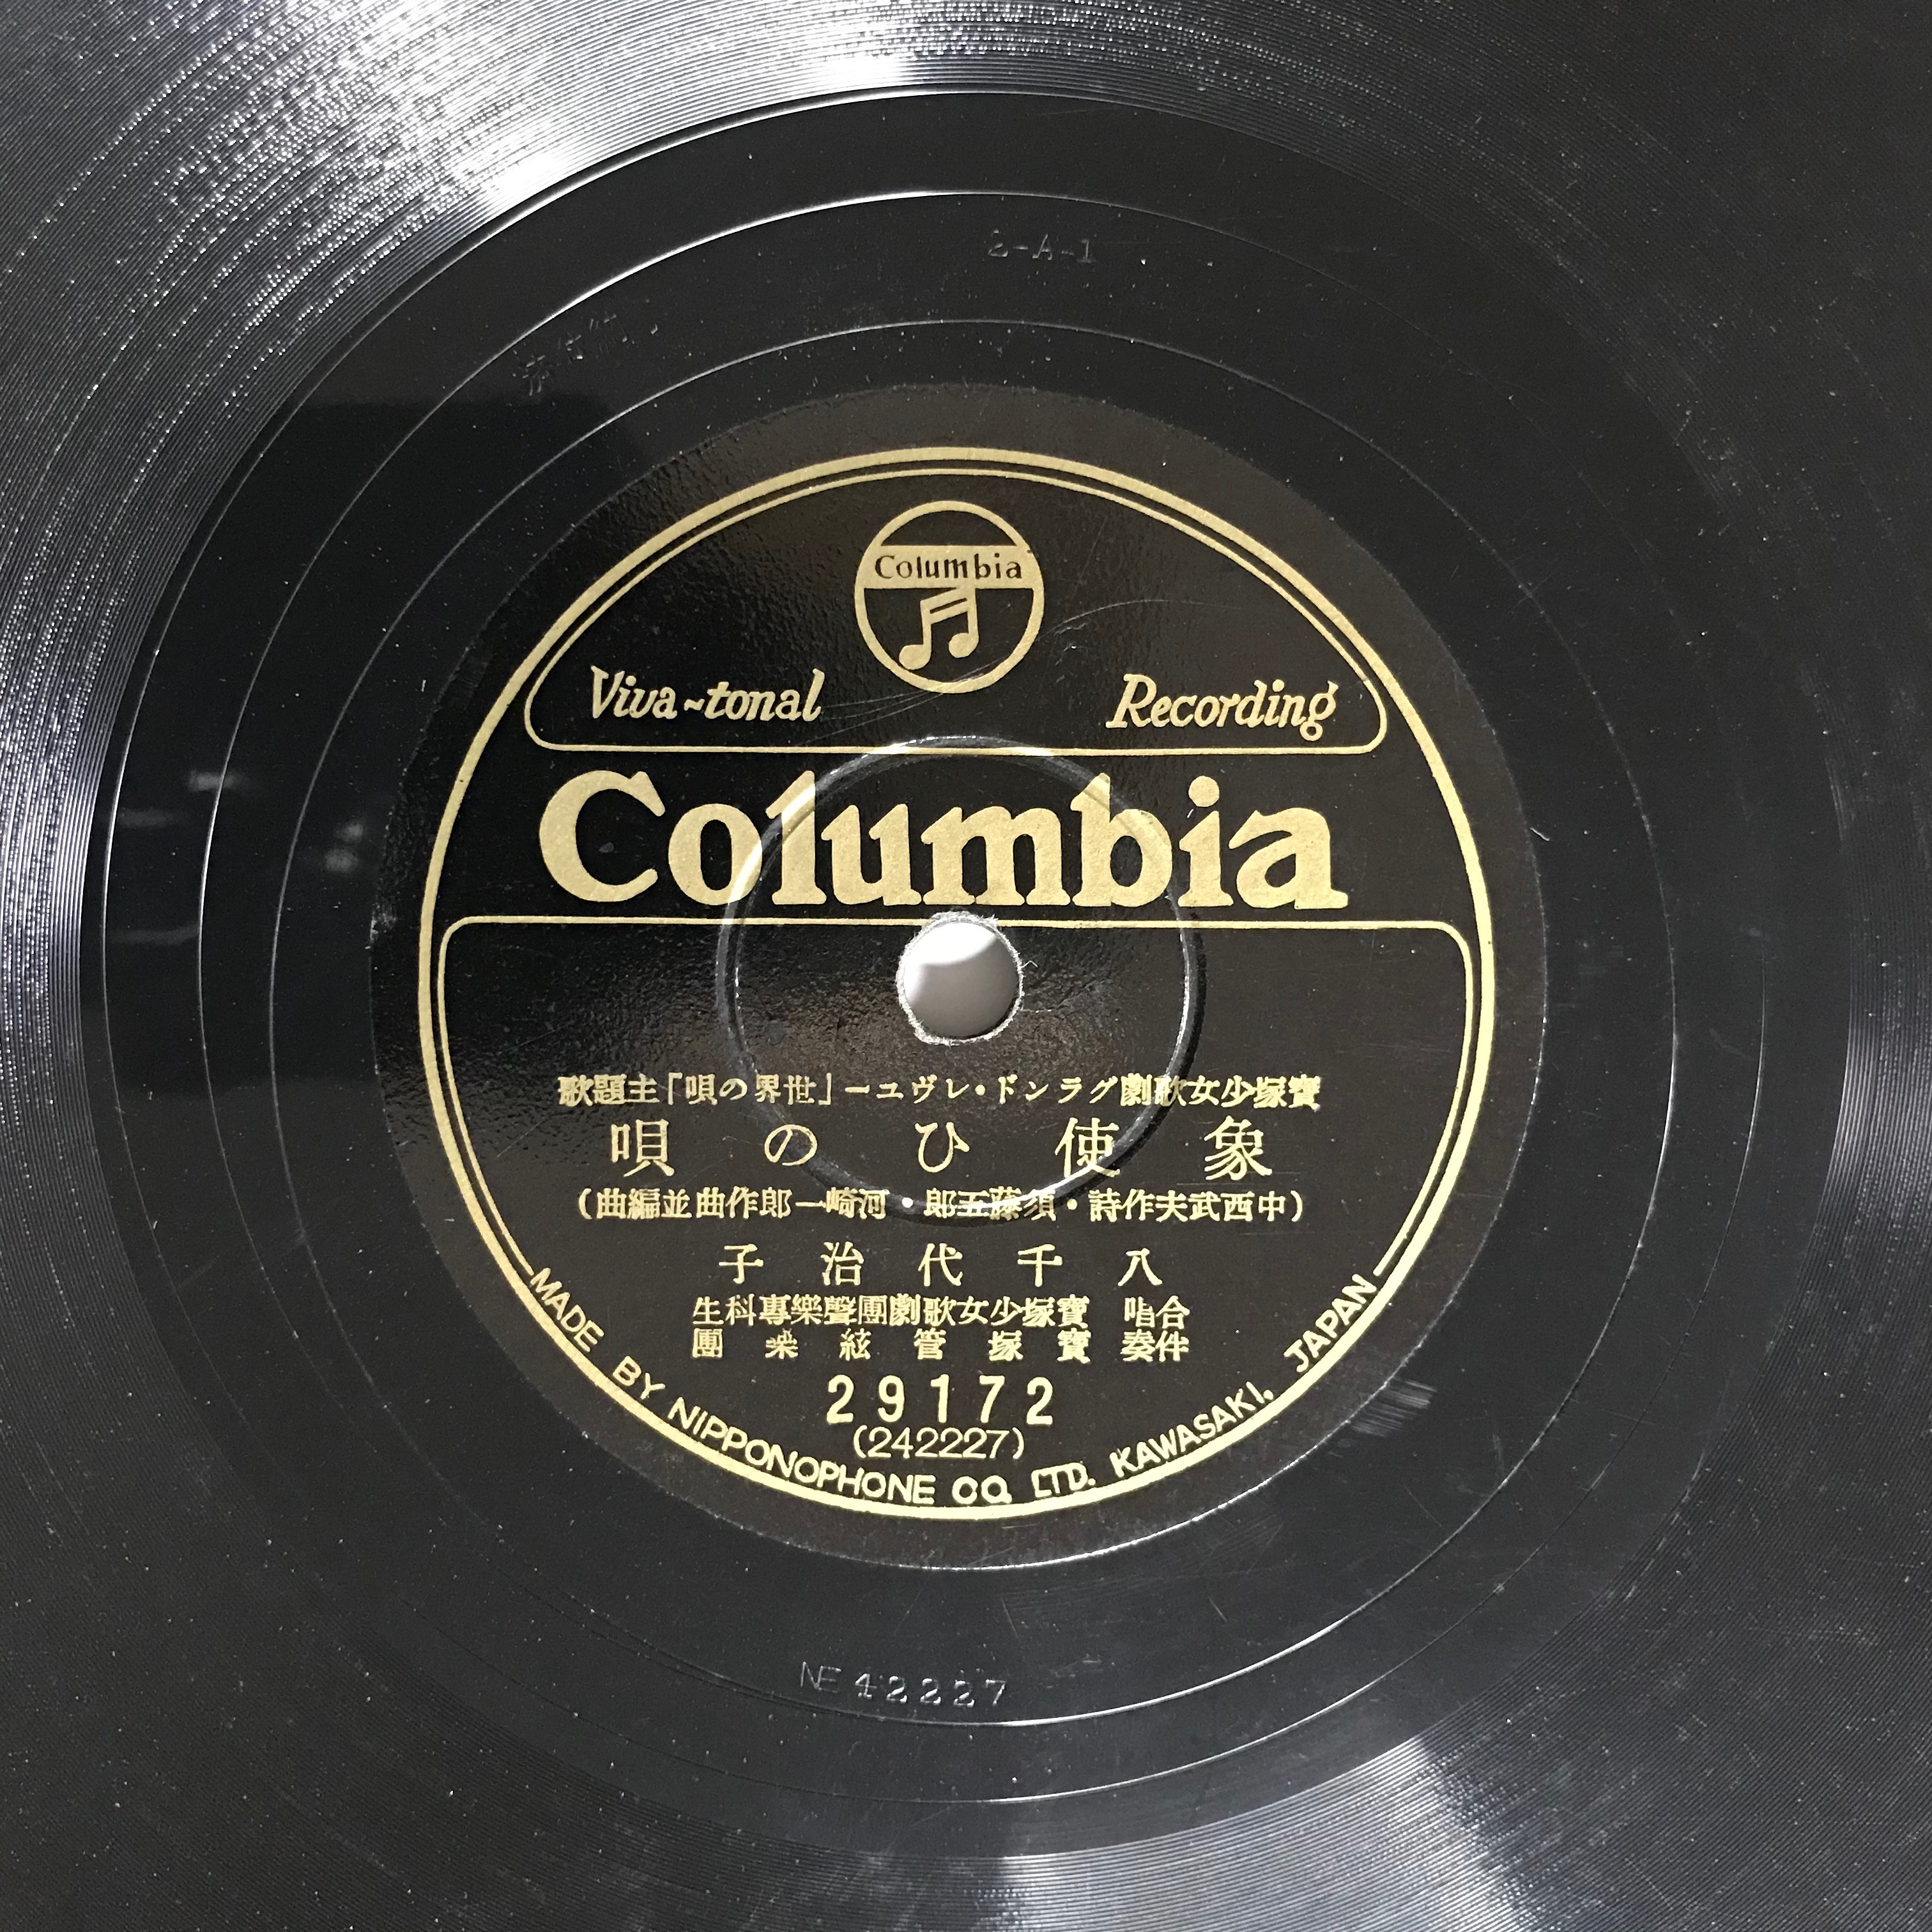 2-A-1
Columbia
Viva-tonal Recording
Columbia
寶塚少女歌劇グランド・レヴユー「世界の唄」主題歌
象使ひの唄
(中西武夫作詩・須藤五郎・河崎一郎作曲並編曲)
八千代治子
合唱 寶塚少女歌劇團聲樂專科生
伴奏 寶塚管絃楽團
29172
(242227)
MADE BY NIPPONOPHONE CO. LTD. KAWASAKI, JAPAN
NE 42227